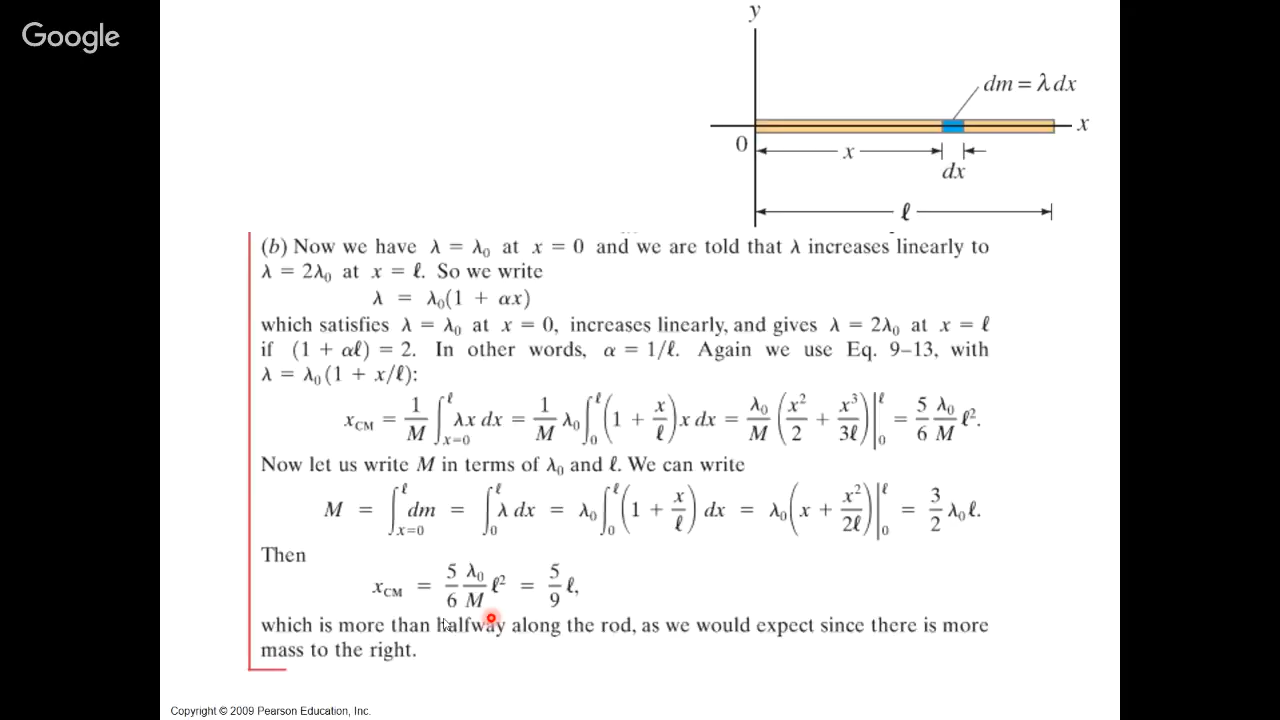 Google
y
dm = λ dx
x
0
x
dx
ℓ
(b) Now we have λ = λ₀ at x = 0 and we are told that λ increases linearly to
λ = 2λ₀ at x = ℓ. So we write
λ = λ₀(1 + αx)
which satisfies λ = λ₀ at x = 0, increases linearly, and gives λ = 2λ₀ at x = ℓ
if (1 + αℓ) = 2. In other words, α = 1/ℓ. Again we use Eq. 9–13, with
λ = λ₀(1 + x/ℓ):
x_CM = 1/M ∫_{x=0}^{ℓ} λx dx = 1/M λ₀ ∫_0^ℓ (1 + x/ℓ) x dx = λ₀/M (x²/2 + x³/3ℓ)|_0^ℓ = 5/6 λ₀/M ℓ².
Now let us write M in terms of λ₀ and ℓ. We can write
M = ∫_{x=0}^{ℓ} dm = ∫_0^ℓ λ dx = λ₀ ∫_0^ℓ (1 + x/ℓ) dx = λ₀ (x + x²/2ℓ)|_0^ℓ = 3/2 λ₀ℓ.
Then
x_CM = 5/6 λ₀/M ℓ² = 5/9 ℓ,
which is more than halfway along the rod, as we would expect since there is more
mass to the right.
Copyright © 2009 Pearson Education, Inc.